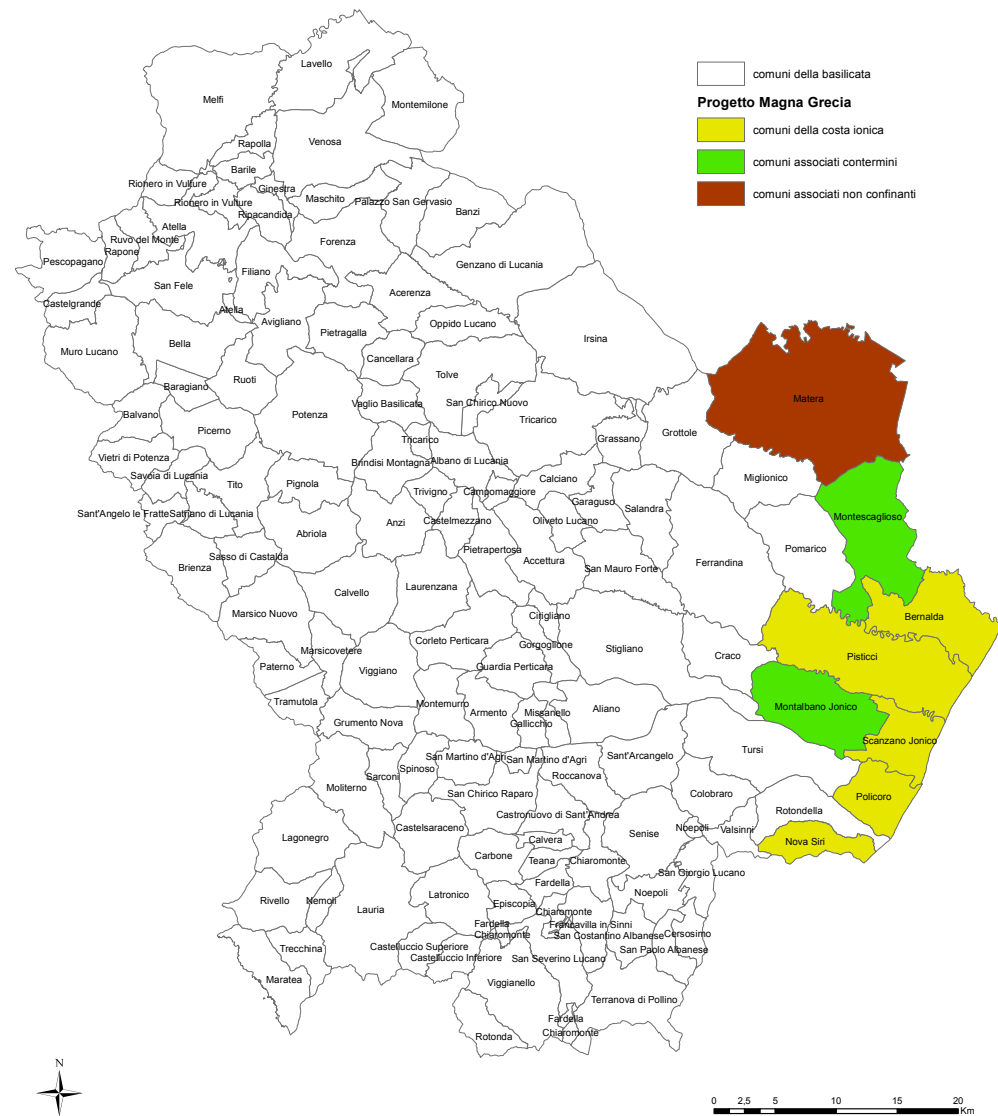 Lavello
Melfi
comuni della basilicata
Progetto Magna Grecia
comuni della costa ionica
comuni associati contermini
comuni associati non confinanti
Montemilone
Venosa
Rapolla
Barile
Rionero in Vulture
Ginestra
Rionero in Vulture
Maschito
Palazzo San Gervasio
Ripacandida
Banzi
Atella
Ruvo del Monte
Rapone
Forenza
Pescopagano
Genzano di Lucania
Filiano
San Fele
Acerenza
Castelgrande
Atella
Avigliano
Oppido Lucano
Pietragalla
Irsina
Bella
Muro Lucano
Cancellara
Tolve
Ruoti
Baragiano
Matera
Vaglio Basilicata
San Chirico Nuovo
Balvano
Potenza
Tricarico
Picerno
Grottole
Tricarico
Grassano
Vietri di Potenza
Brindisi Montagna
Albano di Lucania
Savoia di Lucania
Tito
Pignola
Calciano
Miglionico
Trivigno
Campomaggiore
Garaguso
Salandra
Sant'Angelo le Fratte
Satriano di Lucania
Montescaglioso
Anzi
Castelmezzano
Oliveto Lucano
Abriola
Pietrapertosa
Pomarico
Sasso di Castalda
Accettura
Ferrandina
Brienza
San Mauro Forte
Laurenzana
Calvello
Marsico Nuovo
Cirigliano
Bernalda
Corleto Perticara
Gorgoglione
Stigliano
Marsicovetere
Pisticci
Craco
Paterno
Viggiano
Guardia Perticara
Tramutola
Montemurro
Montalbano Jonico
Armento
Missanello
Aliano
Grumento Nova
Gallicchio
Scanzano Jonico
Tursi
San Martino d'Agri
San Martino d'Agri
Sant'Arcangelo
Spinoso
Sarconi
Roccanova
Moliterno
San Chirico Raparo
Colobraro
Policoro
Rotondella
Castronuovo di Sant'Andrea
Castelsaraceno
Senise
Noepoli
Valsinni
Lagonegro
Calvera
Nova Siri
Carbone
Teana
Chiaromonte
San Giorgio Lucano
Fardella
Noepoli
Latronico
Rivello
Nemoli
Episcopia
Lauria
Chiaromonte
Fardella
Francavilla in Sinni
Chiaromonte
San Costantino Albanese
Cersosimo
Trecchina
Castelluccio Superiore
San Paolo Albanese
Castelluccio Inferiore
San Severino Lucano
Maratea
Viggianello
Terranova di Pollino
Fardella
Rotonda
Chiaromonte
N
0 2,5 5 10 15 20
Km